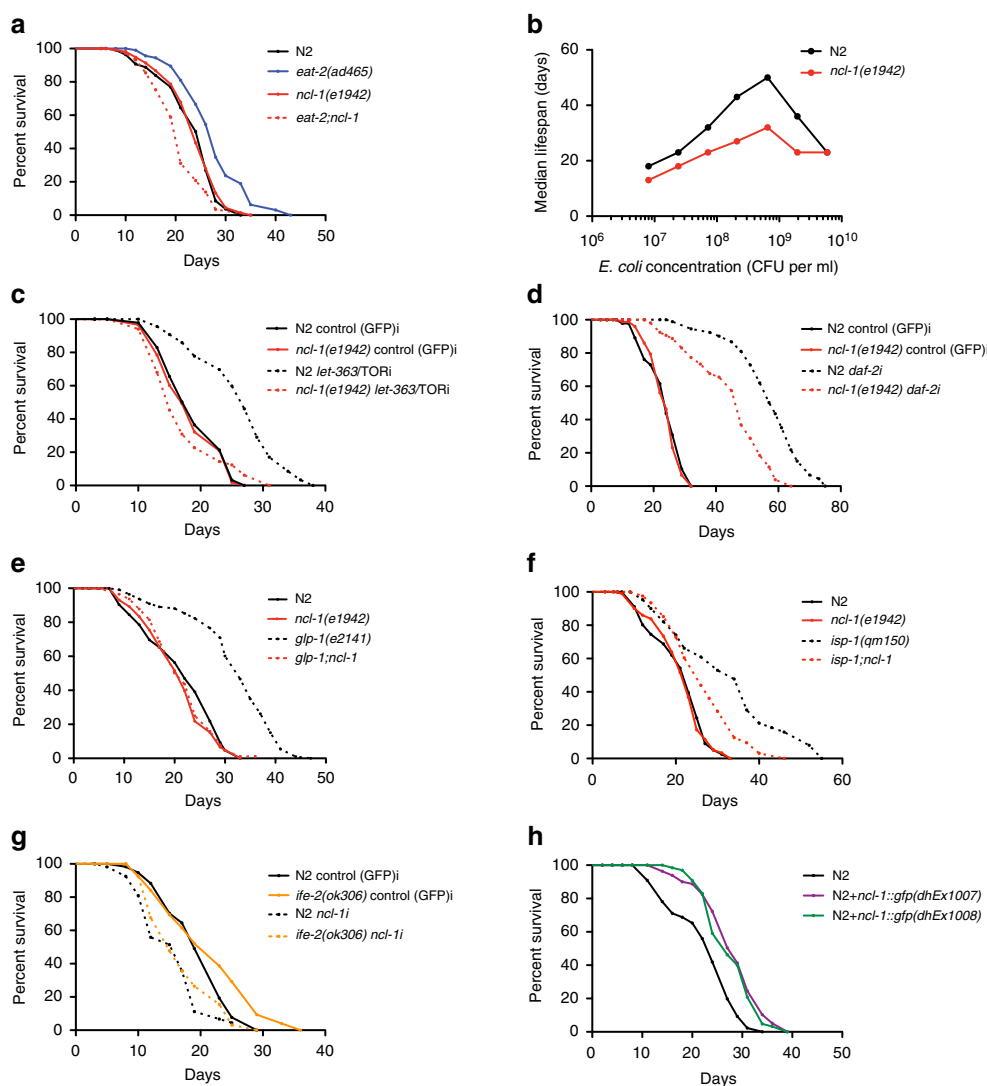 a
100
80
60
40
20
0
Percent survival
0 10 20 30 40 50
Days
N2
eat-2(ad465)
ncl-1(e1942)
eat-2;ncl-1
b
60
40
20
0
Median lifespan (days)
10^6 10^7 10^8 10^9 10^10
E. coli concentration (CFU per ml)
N2
ncl-1(e1942)
c
100
80
60
40
20
0
Percent survival
0 10 20 30 40
Days
N2 control (GFP)i
ncl-1(e1942) control (GFP)i
N2 let-363/TORi
ncl-1(e1942) let-363/TORi
d
100
80
60
40
20
0
Percent survival
0 20 40 60 80
Days
N2 control (GFP)i
ncl-1(e1942) control (GFP)i
N2 daf-2i
ncl-1(e1942) daf-2i
e
100
80
60
40
20
0
Percent survival
0 10 20 30 40 50
Days
N2
ncl-1(e1942)
glp-1(e2141)
glp-1;ncl-1
f
100
80
60
40
20
0
Percent survival
0 20 40 60
Days
N2
ncl-1(e1942)
isp-1(qm150)
isp-1;ncl-1
g
100
80
60
40
20
0
Percent survival
0 10 20 30 40
Days
N2 control (GFP)i
ife-2(ok306) control (GFP)i
N2 ncl-1i
ife-2(ok306) ncl-1i
h
100
80
60
40
20
0
Percent survival
0 10 20 30 40 50
Days
N2
N2+ncl-1::gfp(dhEx1007)
N2+ncl-1::gfp(dhEx1008)